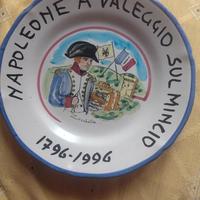 NAPOLEONE A VALEGGIO SUL MINCIO
1796-1996